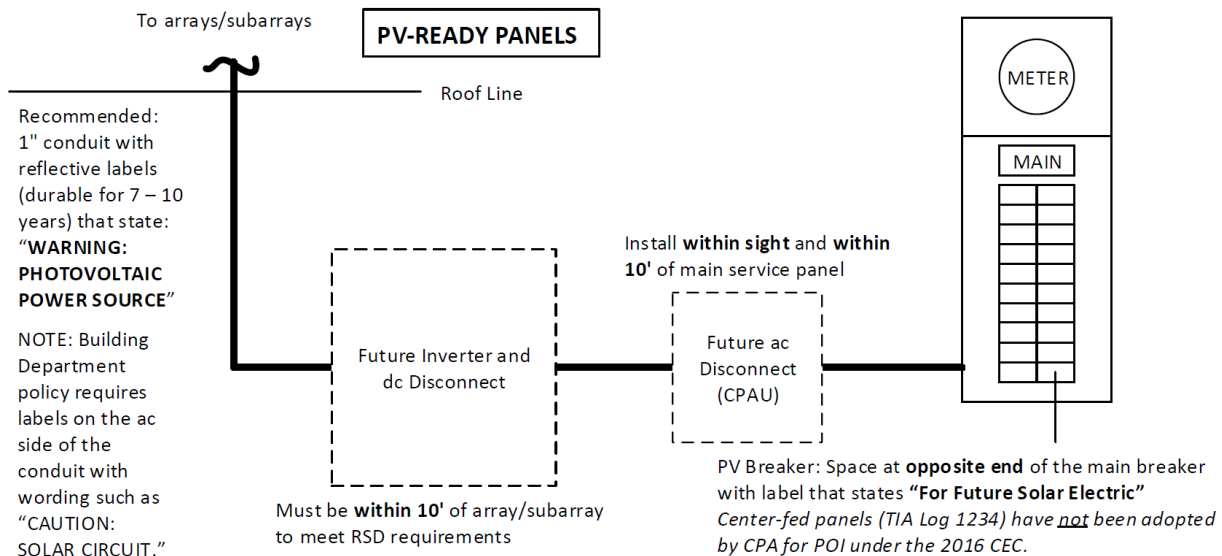 To arrays/subarrays
PV-READY PANELS
Roof Line
Recommended:
1" conduit with
reflective labels
(durable for 7 – 10
years) that state:
“WARNING:
PHOTOVOLTAIC
POWER SOURCE”
NOTE: Building
Department
policy requires
labels on the ac
side of the
conduit with
wording such as
“CAUTION:
SOLAR CIRCUIT.”
Future Inverter and
dc Disconnect
Must be within 10' of array/subarray
to meet RSD requirements
Install within sight and within
10' of main service panel
Future ac
Disconnect
(CPAU)
METER
MAIN
PV Breaker: Space at opposite end of the main breaker
with label that states “For Future Solar Electric”
Center-fed panels (TIA Log 1234) have not been adopted
by CPA for POI under the 2016 CEC.